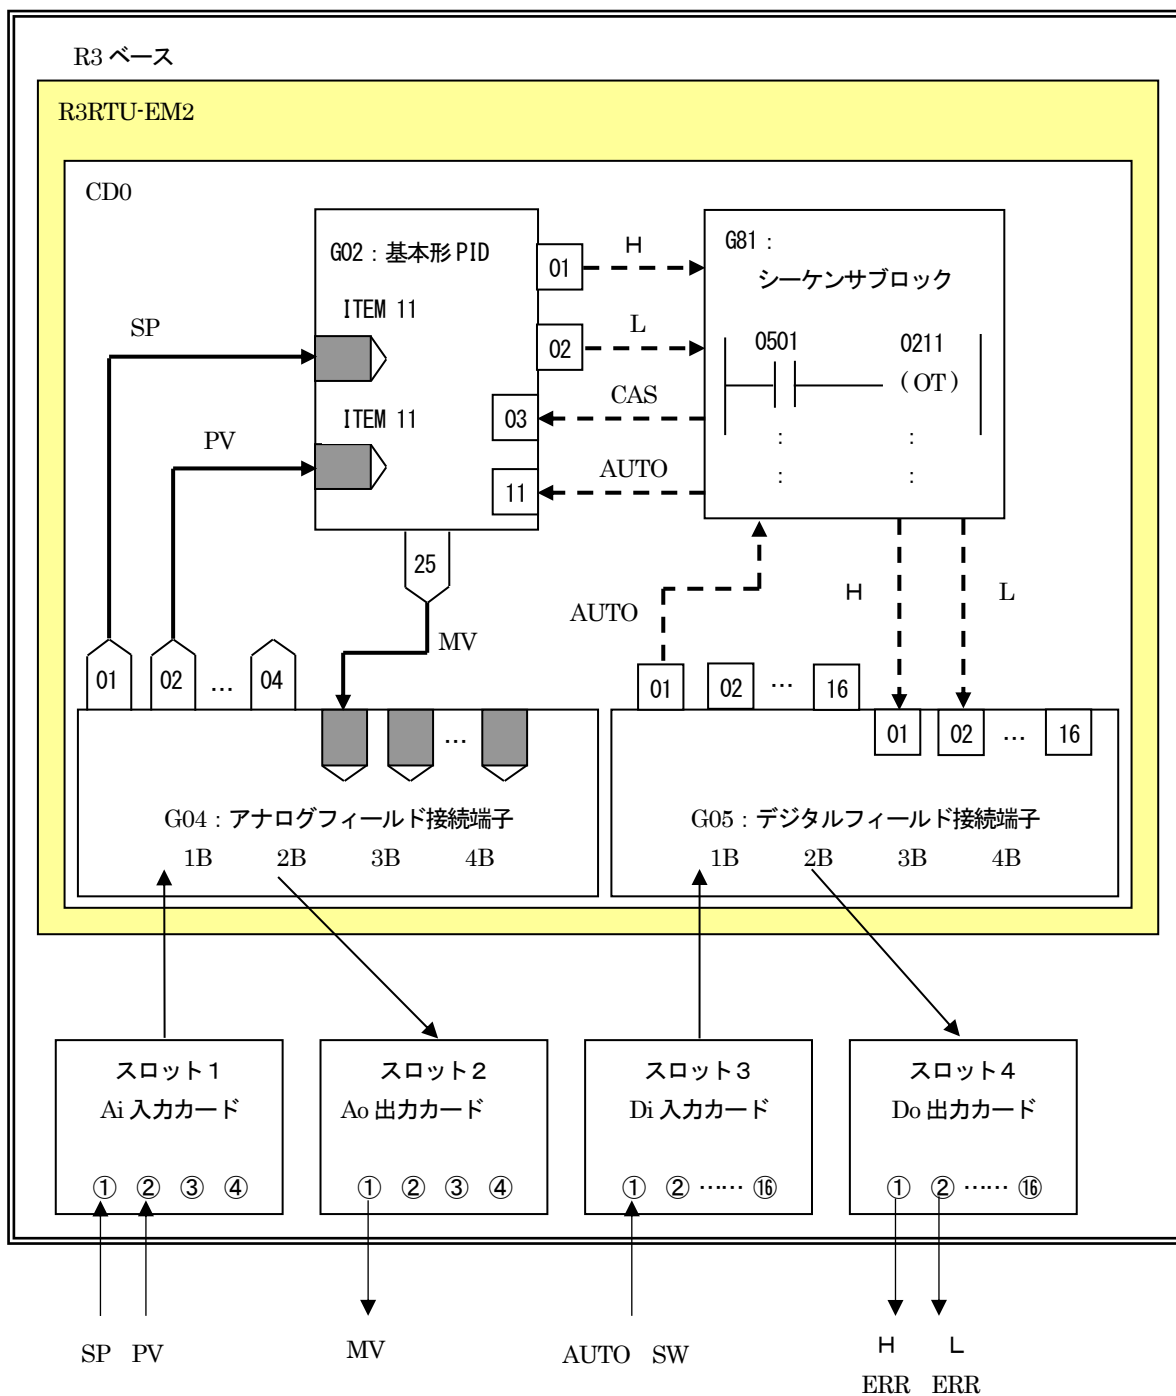 R3 ベース
R3RTU-EM2
CD0
G02：基本形 PID
01
H
G81：
シーケンサブロック
ITEM 11
SP
02
L
0501
0211
(OT)
ITEM 11
03
CAS
PV
11
AUTO
：
：
：
：
25
H
L
AUTO
MV
01
02
…
04
01
02
…
16
…
01
02
…
16
G04：アナログフィールド接続端子
1B 2B 3B 4B
G05：デジタルフィールド接続端子
1B 2B 3B 4B
スロット１
Ai 入力カード
① ② ③ ④
スロット２
Ao 出力カード
① ② ③ ④
スロット３
Di 入力カード
① ② …… ⑯
スロット４
Do 出力カード
① ② …… ⑯
SP PV
MV
AUTO SW
H L
ERR ERR